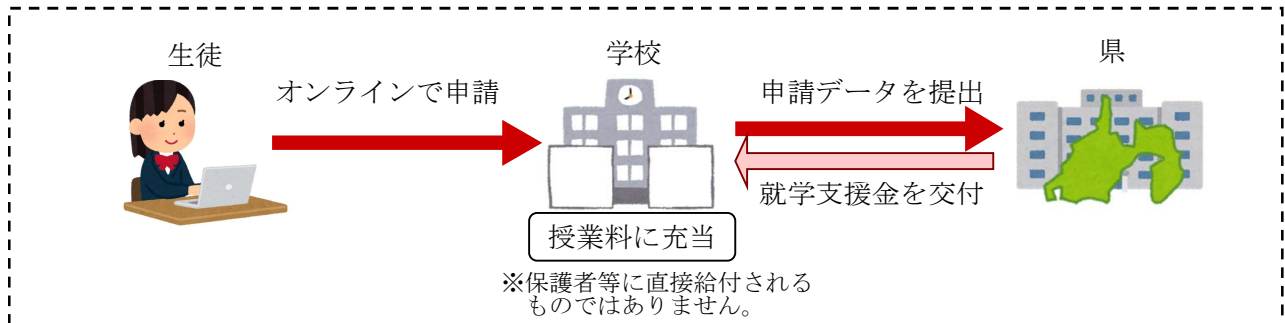 生徒
学校
県
オンラインで申請
申請データを提出
就学支援金を交付
授業料に充当
※保護者等に直接給付される
ものではありません。